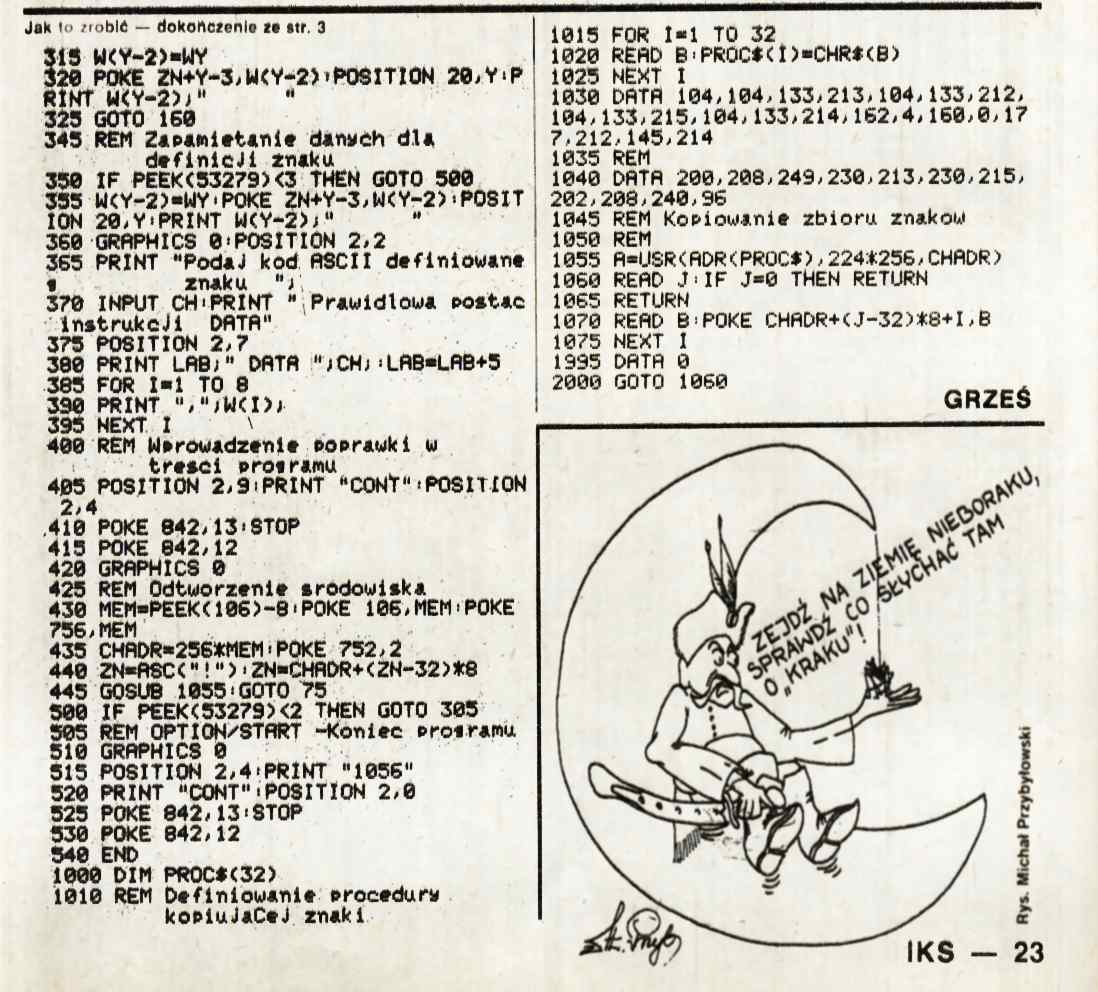 Jak to zrobić — dokończenie ze str. 3
315 W(Y-2)=WY
320 POKE ZN+Y-3,W(Y-2):POSITION 20,Y:P
RINT W(Y-2);"     "
325 GOTO 160
345 REM Zapamietanie danych dla
definicji znaku
350 IF PEEK(53279)<3 THEN GOTO 500
355 W(Y-2)=WY:POKE ZN+Y-3,W(Y-2):POSIT
ION 20,Y:PRINT W(Y-2);"     "
360 GRAPHICS 0:POSITION 2,2
365 PRINT "Podaj kod ASCII definiowane
g       znaku ";
370 INPUT CH:PRINT " Prawidlowa postac
instrukcji  DATA"
375 POSITION 2,7
380 PRINT LAB;" DATA ";CH; :LAB=LAB+5
385 FOR I=1 TO 8
390 PRINT ",";W(I);
395 NEXT I
400 REM Wprowadzenie poprawki w
tresci programu
405 POSITION 2,9:PRINT "CONT":POSITION
2,4
410 POKE 842,13:STOP
415 POKE 842,12
420 GRAPHICS 0
425 REM Odtworzenie srodowiska
430 MEM=PEEK(106)-8:POKE 106,MEM:POKE
756,MEM
435 CHADR=256*MEM:POKE 752,2
440 ZN=ASC("!"):ZN=CHADR+(ZN-32)*8
445 GOSUB 1055:GOTO 75
500 IF PEEK(53279)<2 THEN GOTO 305
505 REM OPTION/START -Koniec programu
510 GRAPHICS 0
515 POSITION 2,4:PRINT "1056"
520 PRINT "CONT":POSITION 2,0
525 POKE 842,13:STOP
530 POKE 842,12
540 END
1000 DIM PROC$(32)
1010 REM Definiowanie procedury
kopiujaCej znaki
1015 FOR I=1 TO 32
1020 READ B:PROC$(I)=CHR$(B)
1025 NEXT I
1030 DATA 104,104,133,213,104,133,212,
104,133,215,104,133,214,162,4,160,0,17
7,212,145,214
1035 REM
1040 DATA 200,208,249,230,213,230,215,
202,208,240,96
1045 REM Kopiowanie zbioru znakow
1050 REM
1055 A=USR(ADR(PROC$),224*256,CHADR)
1060 READ J:IF J=0 THEN RETURN
1065 RETURN
1070 READ B:POKE CHADR+(J-32)*8+I,B
1075 NEXT I
1995 DATA 0
2000 GOTO 1060
GRZEŚ
ZEJDŹ NA ZIEMIĘ NIEBORAKU,
SPRAWDŹ CO SŁYCHAĆ TAM
O „KRAKU"!
Rys. Michał Przybyłowski
IKS — 23